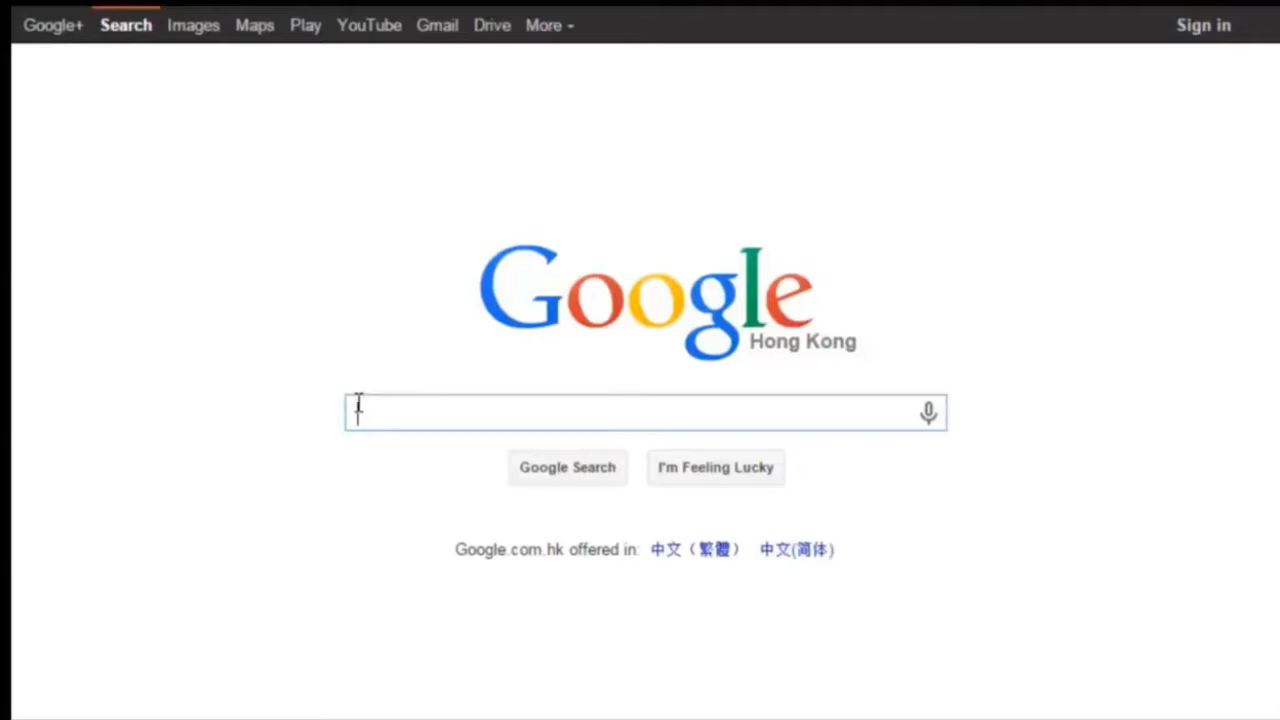 Google+ Search Images Maps Play YouTube Gmail Drive More Sign in
Google
Hong Kong
Google Search I'm Feeling Lucky
Google.com.hk offered in: 中文（繁體） 中文(简体)